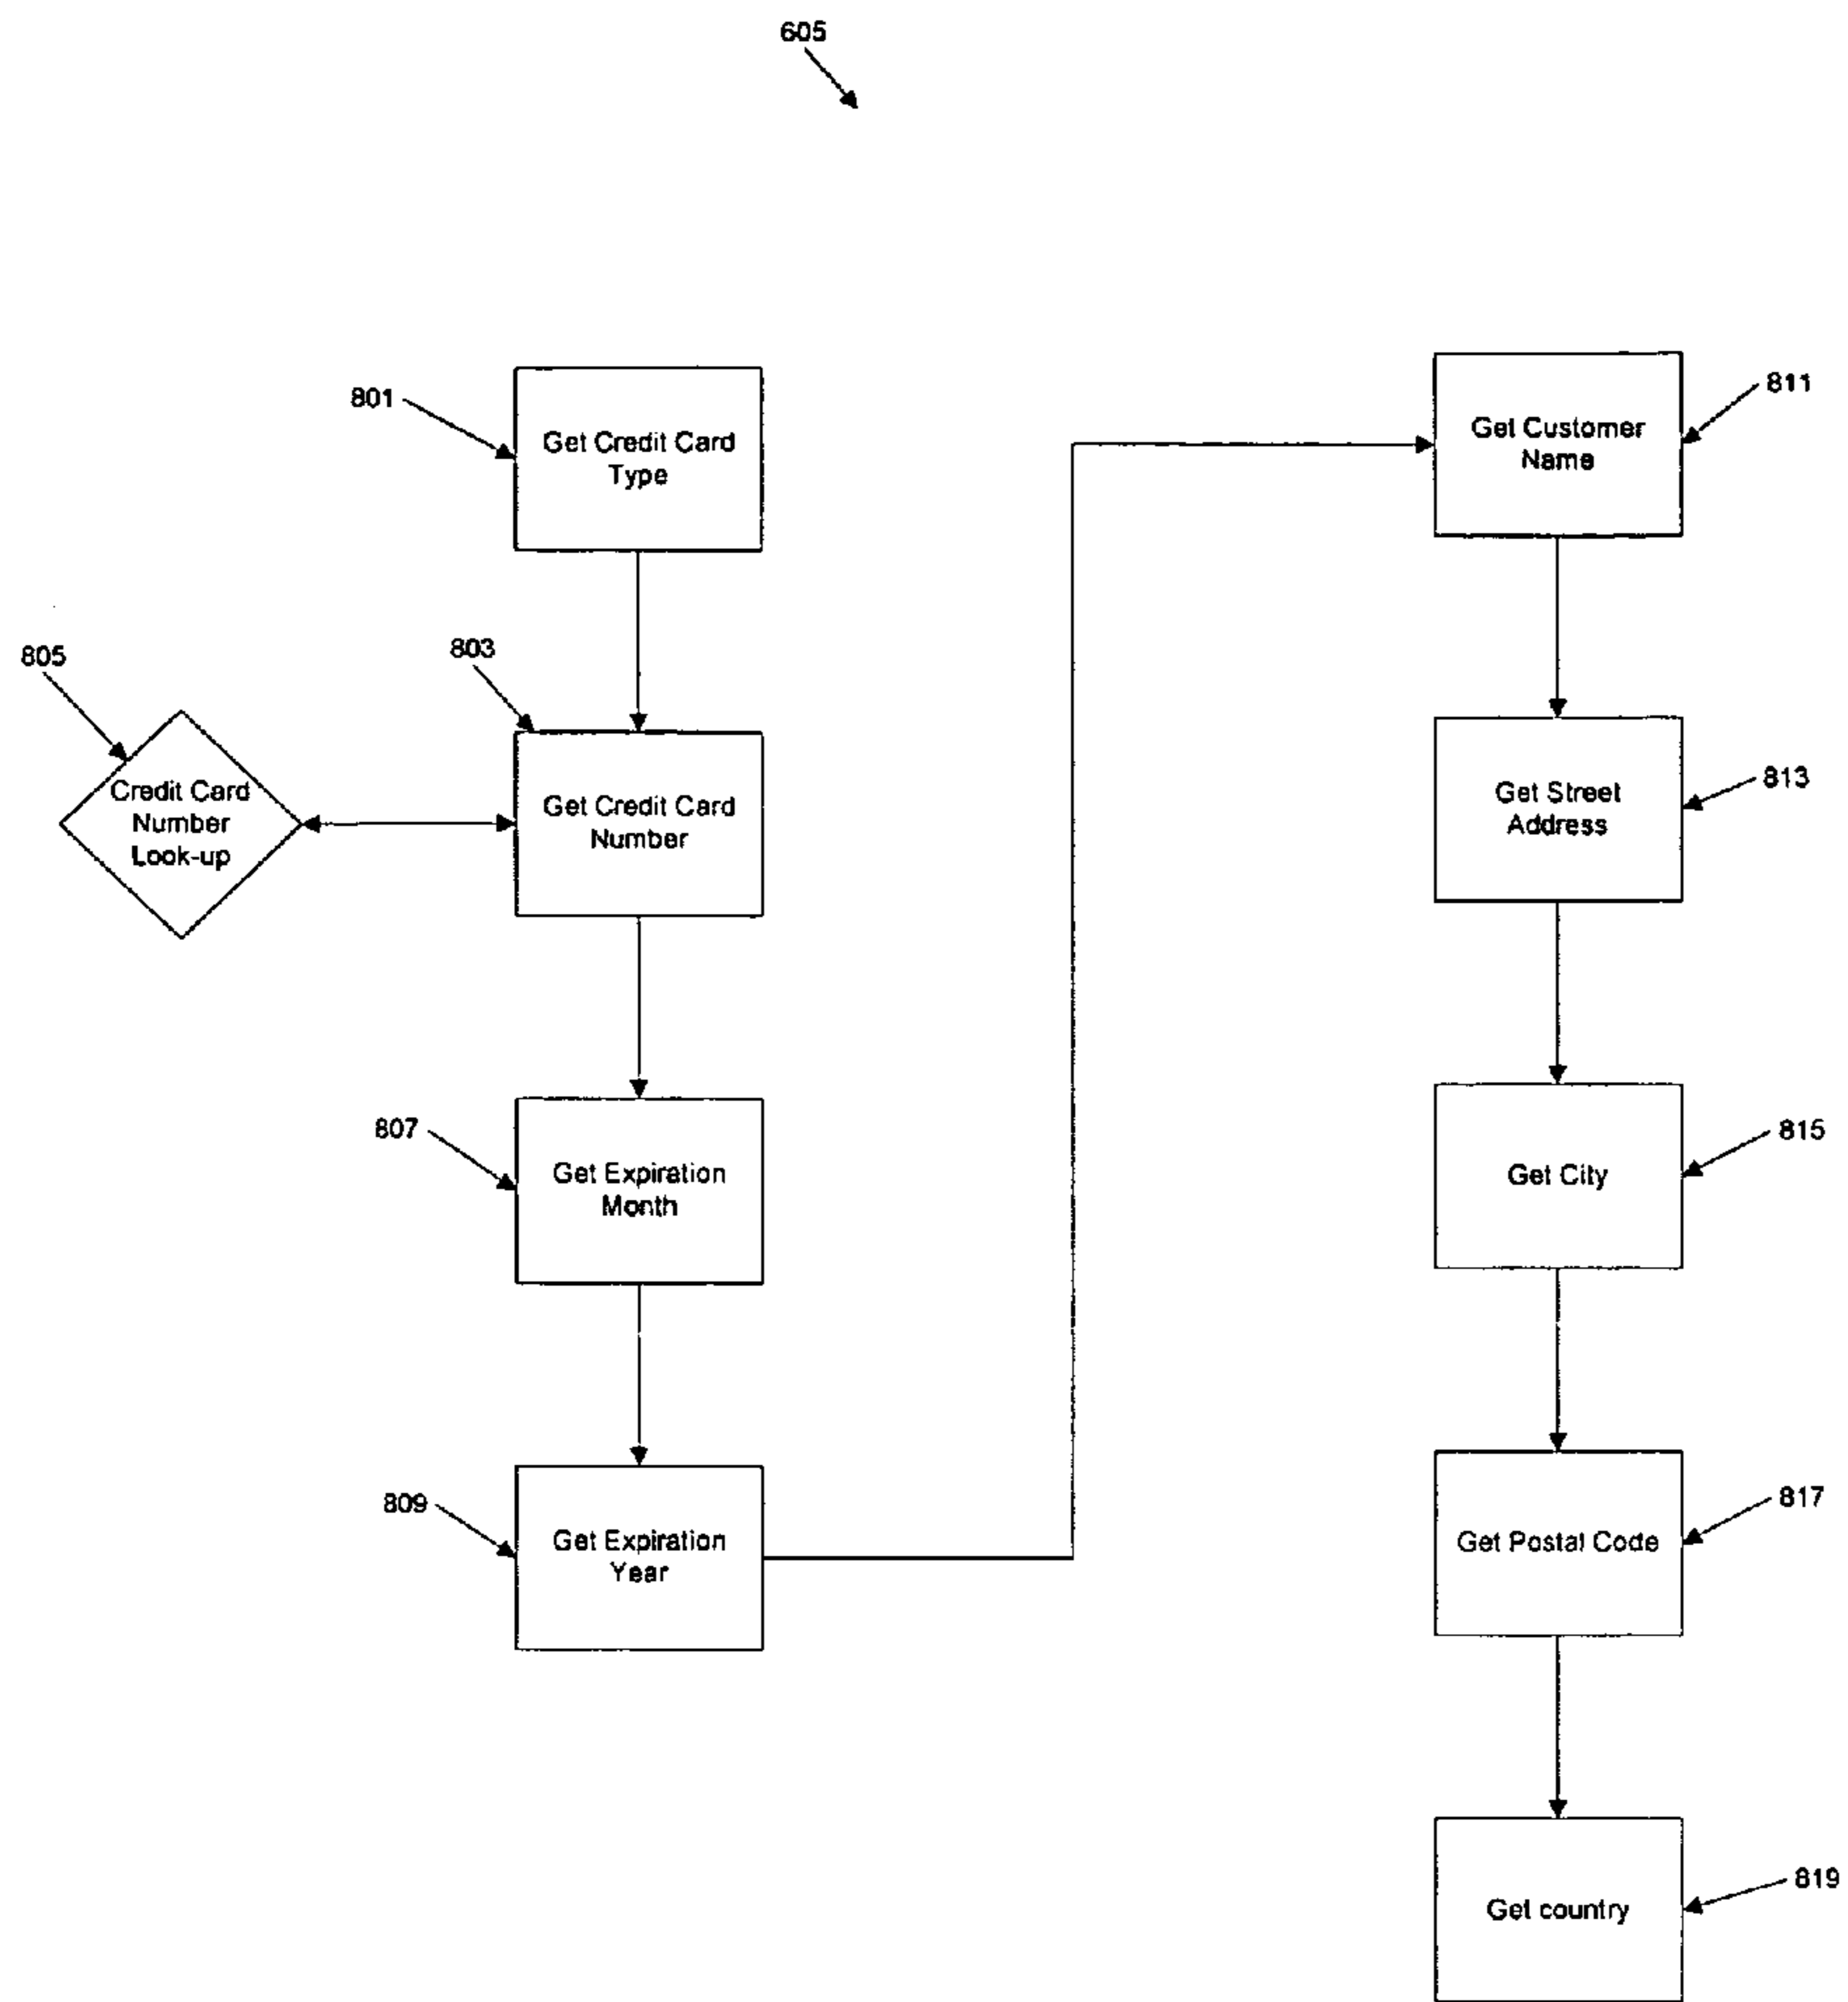 605
801
Get Credit Card
Type
805
803
Credit Card
Number
Look-up
Get Credit Card
Number
807
Get Expiration
Month
809
Get Expiration
Year
Get Customer
Name
811
Get Street
Address
813
Get City
815
Get Postal Code
817
Get country
819